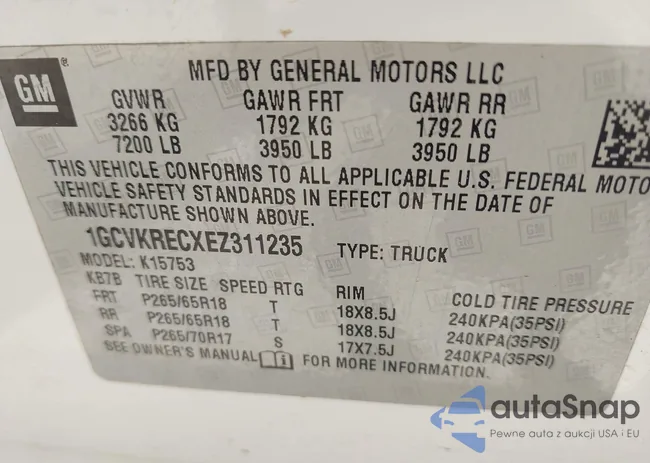 GM
MFD BY GENERAL MOTORS LLC
GVWR GAWR FRT GAWR RR
3266 KG 1792 KG 1792 KG
7200 LB 3950 LB 3950 LB
THIS VEHICLE CONFORMS TO ALL APPLICABLE U.S. FEDERAL MOTO
VEHICLE SAFETY STANDARDS IN EFFECT ON THE DATE OF
MANUFACTURE SHOWN ABOVE.
1GCVKRECXEZ311235 TYPE: TRUCK
MODEL: K15753
KB7B TIRE SIZE SPEED RTG RIM COLD TIRE PRESSURE
FRT P265/65R18 T 18X8.5J 240KPA(35PSI)
RR P265/65R18 T 18X8.5J 240KPA(35PSI)
SPA P265/70R17 S 17X7.5J 240KPA(35PSI)
SEE OWNER'S MANUAL FOR MORE INFORMATION.
autaSnap
Pewne auta z aukcji USA i EU